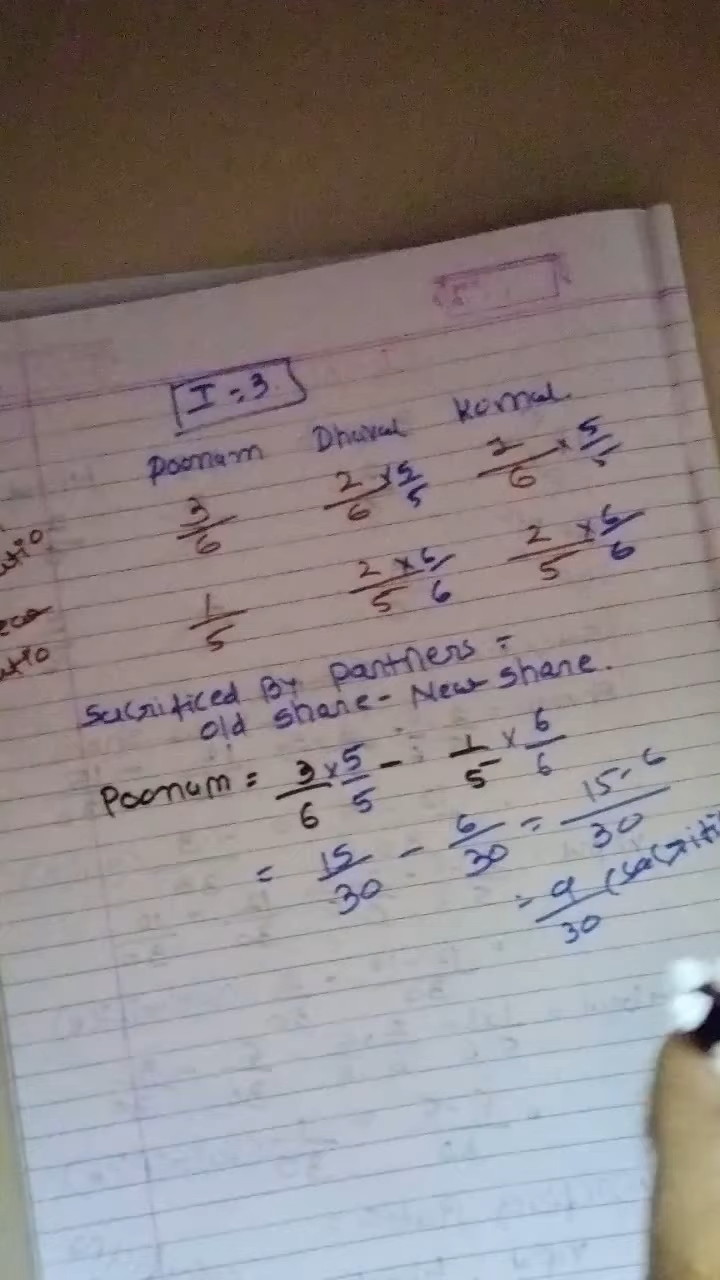 I = 3.
Poonam Dhuval Komal.
3/6 2/6 × 5/5 1/6 × 5/5
1/5 2/5 × 6/6 2/5 × 6/6
Sacrificed By partners =
Old Share - New Share.
Poonam = 3/6 × 5/5 - 1/5 × 6/6
= 15/30 - 6/30 = 15-6/30
= 9/30